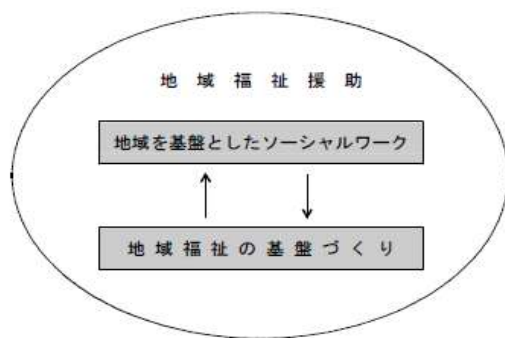 地域福祉援助
地域を基盤としたソーシャルワーク
地域福祉の基盤づくり